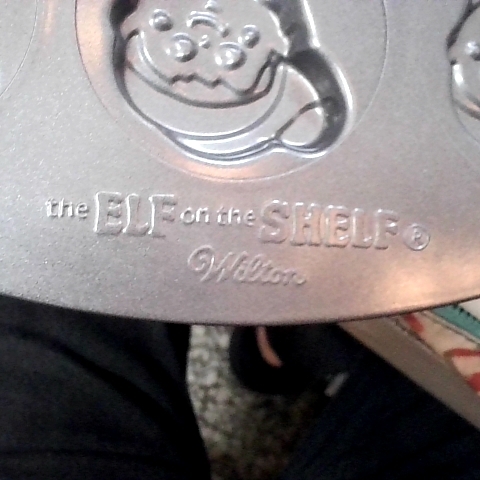 the ELF on the SHELF ®
Wilton